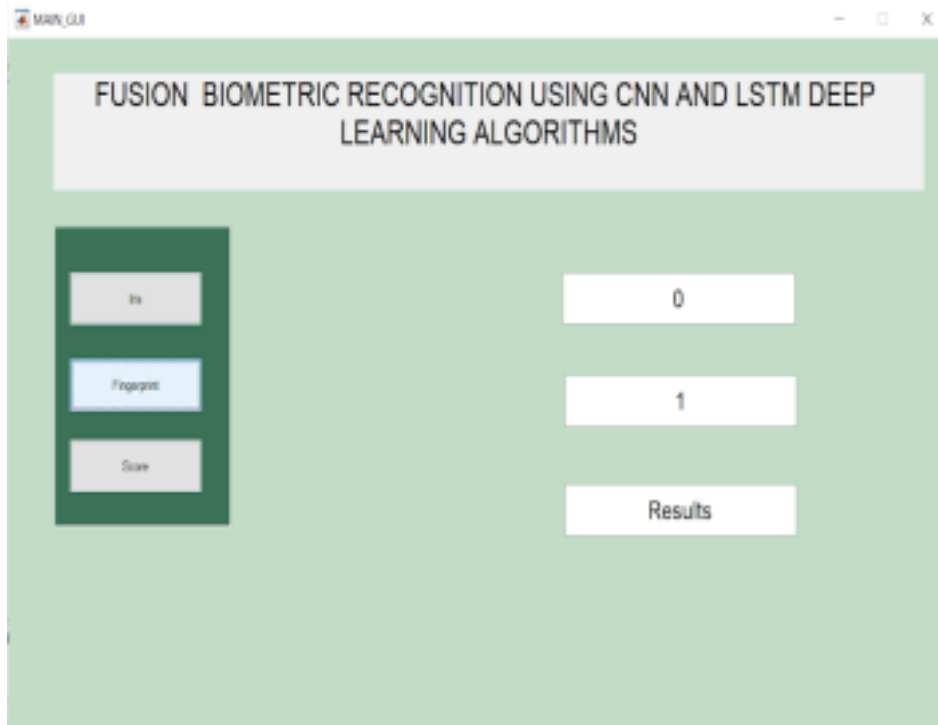 MAIN_GUI
FUSION BIOMETRIC RECOGNITION USING CNN AND LSTM DEEP
LEARNING ALGORITHMS
Iris
0
Fingerprint
1
Score
Results